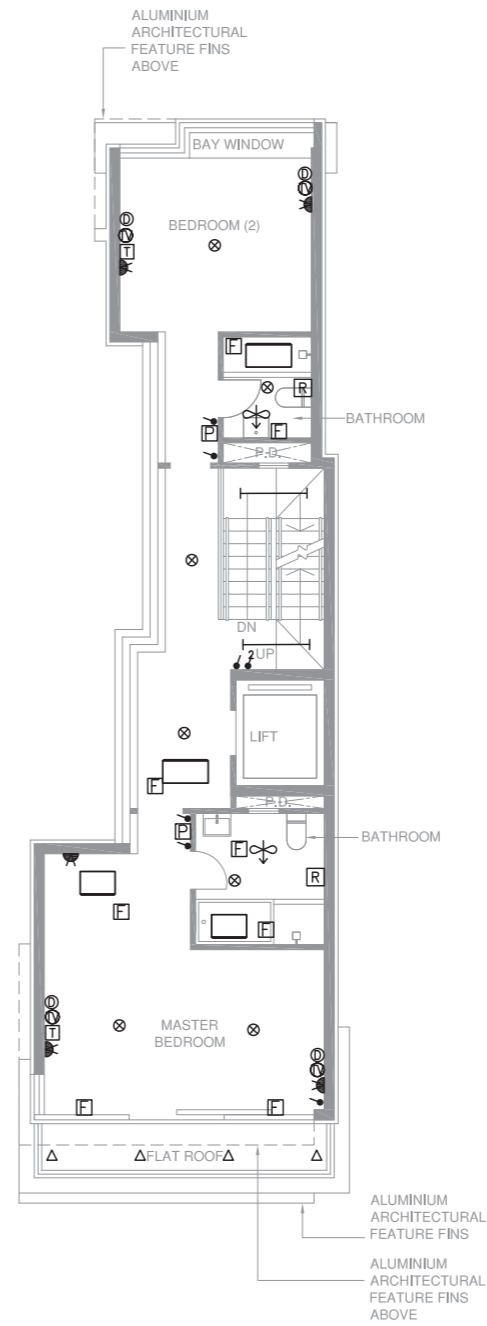 ALUMINIUM
ARCHITECTURAL
FEATURE FINS
ABOVE
BAY WINDOW
D
N
D
N
T
BEDROOM (2)
F
R
P
F
BATHROOM
P.D.
DN
2
UP
LIFT
F
P.D.
P
F
BATHROOM
R
F
F
D
N
T
MASTER
BEDROOM
D
N
F
F
FLAT ROOF
ALUMINIUM
ARCHITECTURAL
FEATURE FINS
ALUMINIUM
ARCHITECTURAL
FEATURE FINS
ABOVE